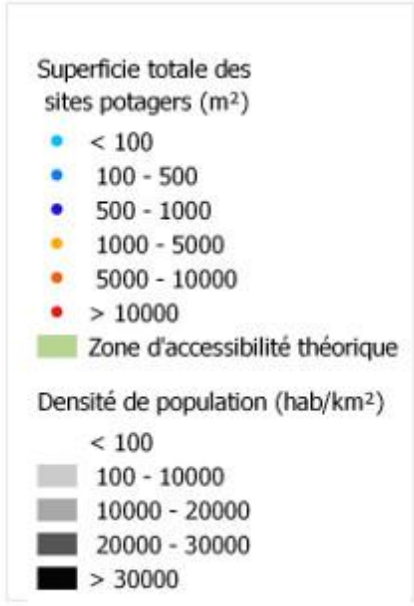 Superficie totale des
sites potagers (m²)
< 100
100 - 500
500 - 1000
1000 - 5000
5000 - 10000
> 10000
Zone d'accessibilité théorique
Densité de population (hab/km²)
< 100
100 - 10000
10000 - 20000
20000 - 30000
> 30000